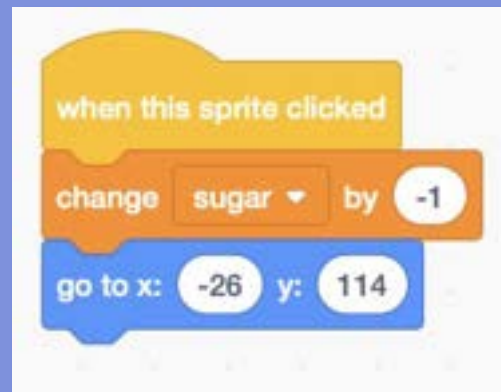 when this sprite clicked
change sugar by -1
go to x: -26 y: 114